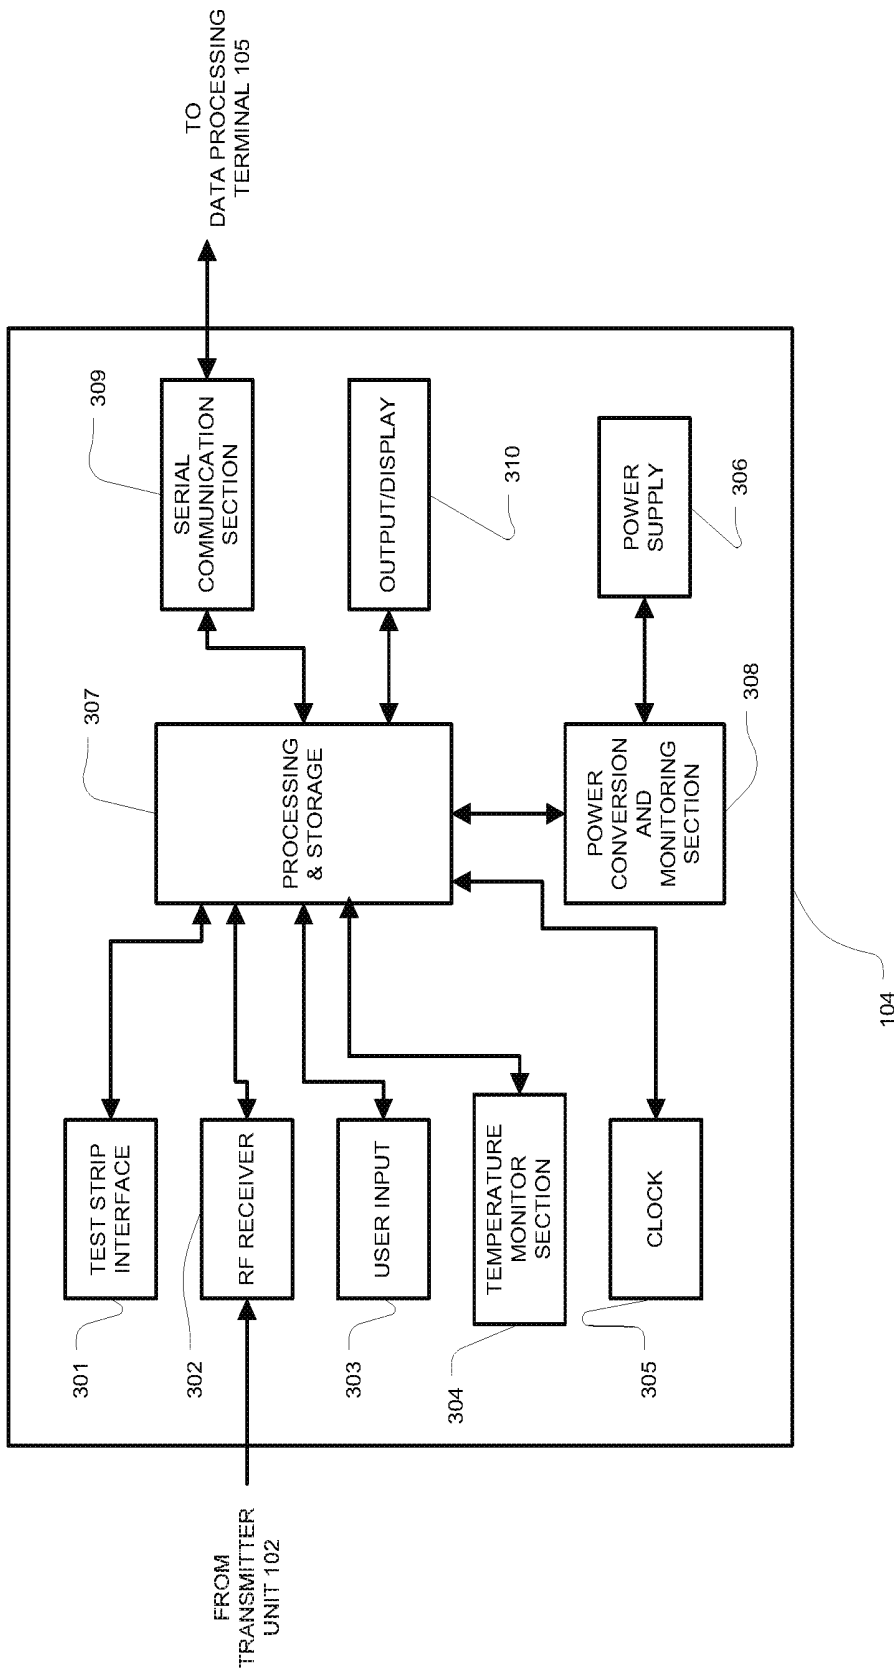 FROM
TRANSMITTER
UNIT 102
301
TEST STRIP
INTERFACE
302
RF RECEIVER
303
USER INPUT
304
TEMPERATURE
MONITOR
SECTION
305
CLOCK
307
PROCESSING
& STORAGE
308
POWER
CONVERSION
AND
MONITORING
SECTION
309
SERIAL
COMMUNICATION
SECTION
310
OUTPUT/DISPLAY
306
POWER
SUPPLY
TO
DATA PROCESSING
TERMINAL 105
104